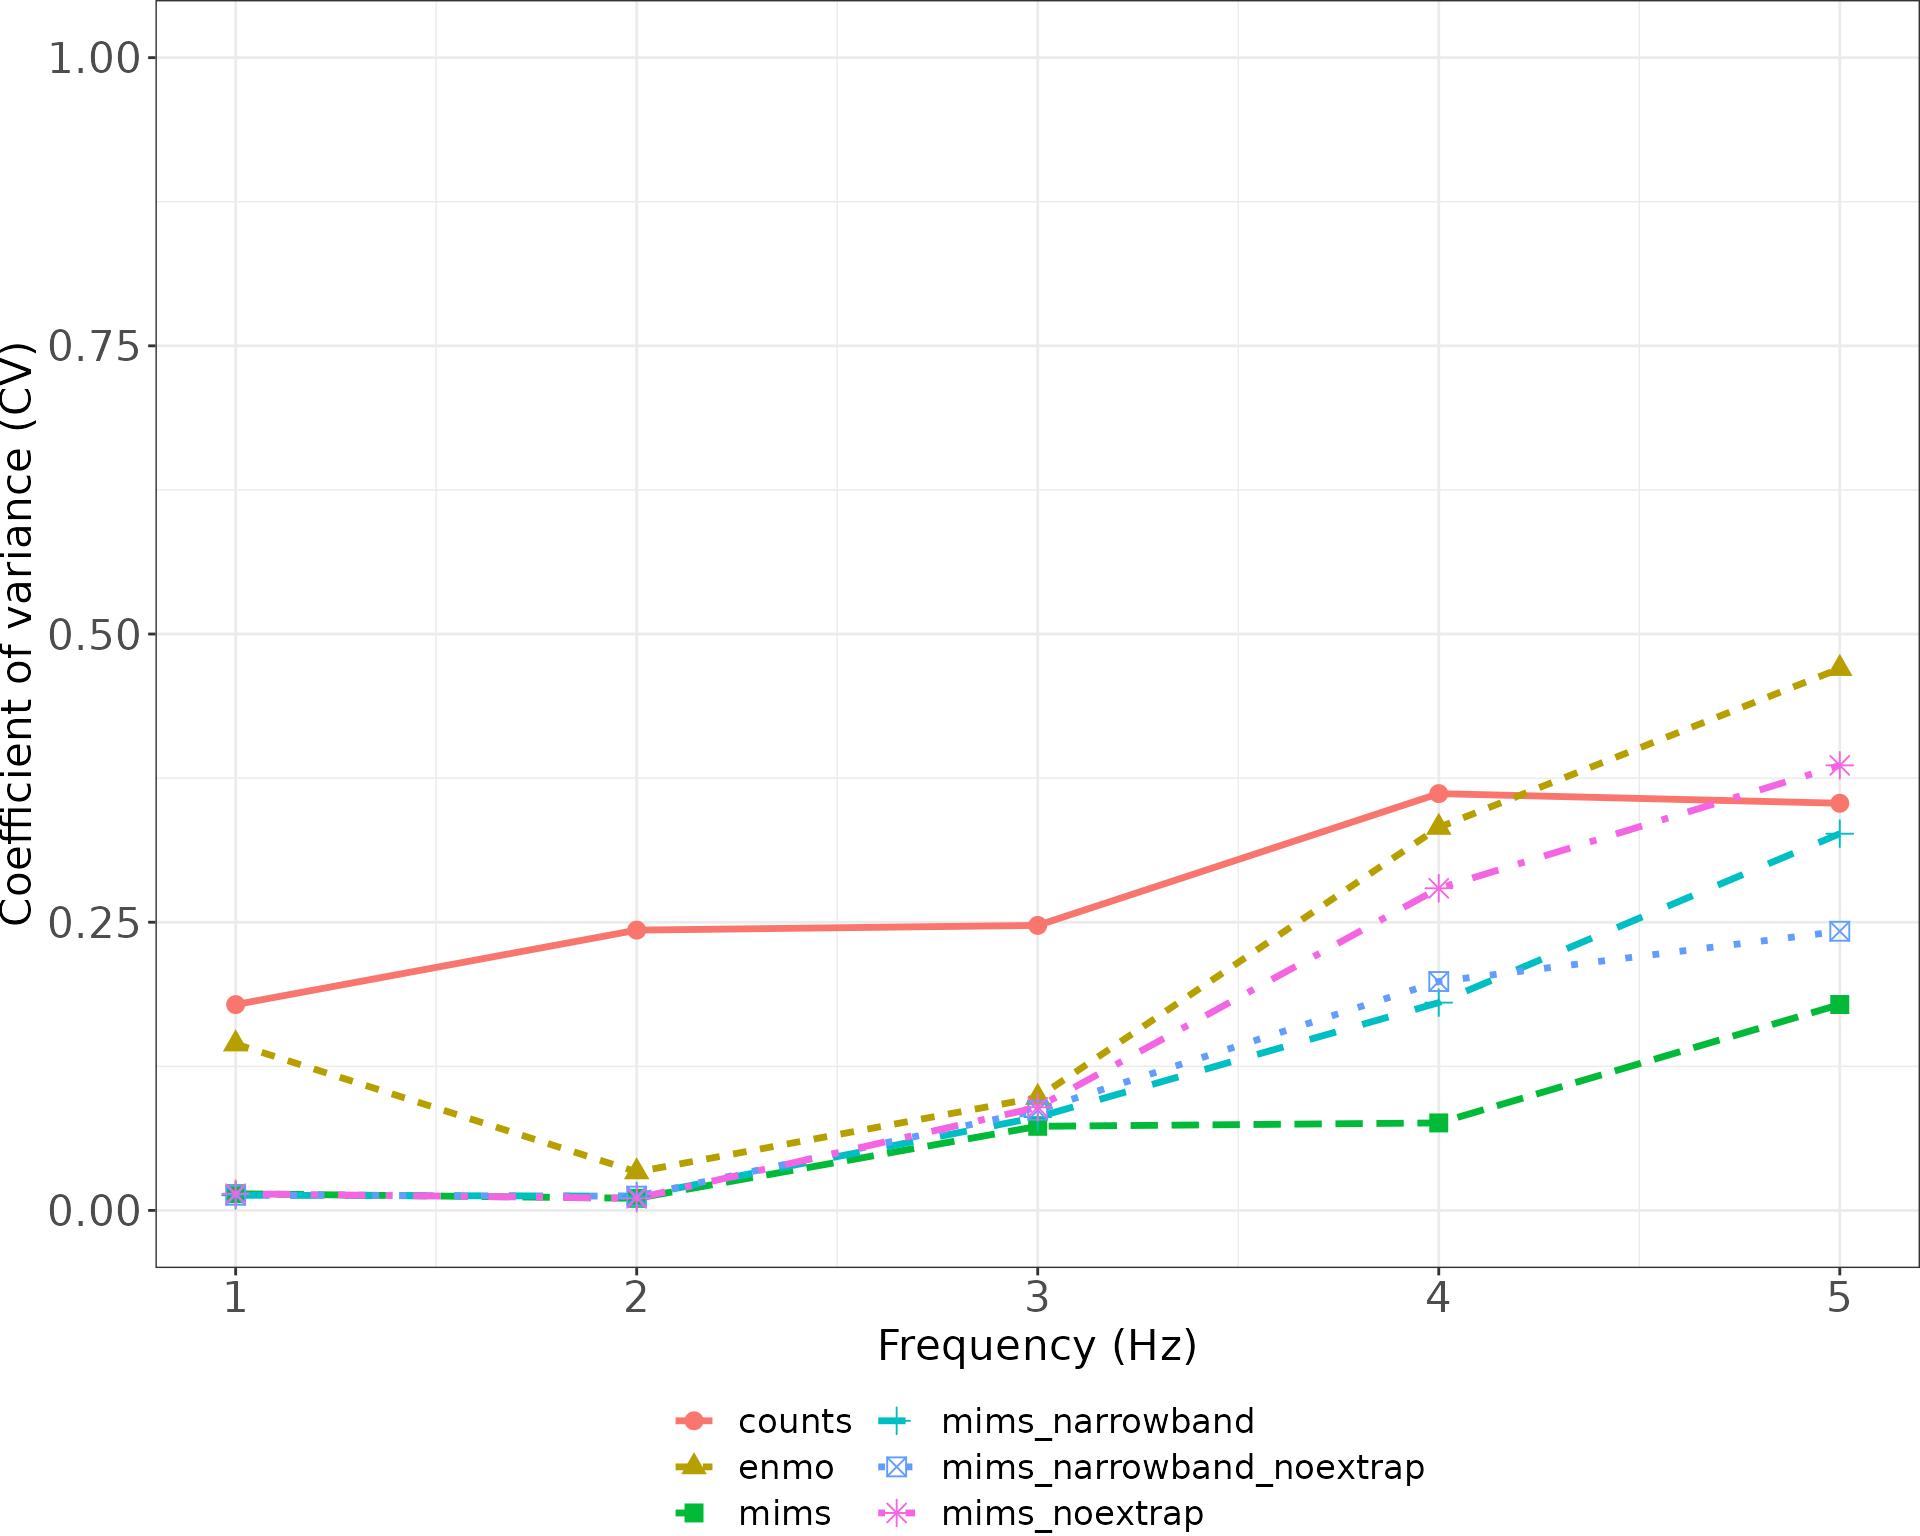 1.00
0.75
0.50
0.25
0.00
Coefficient of variance (CV)
1 2 3 4 5
Frequency (Hz)
counts mims_narrowband
enmo mims_narrowband_noextrap
mims mims_noextrap